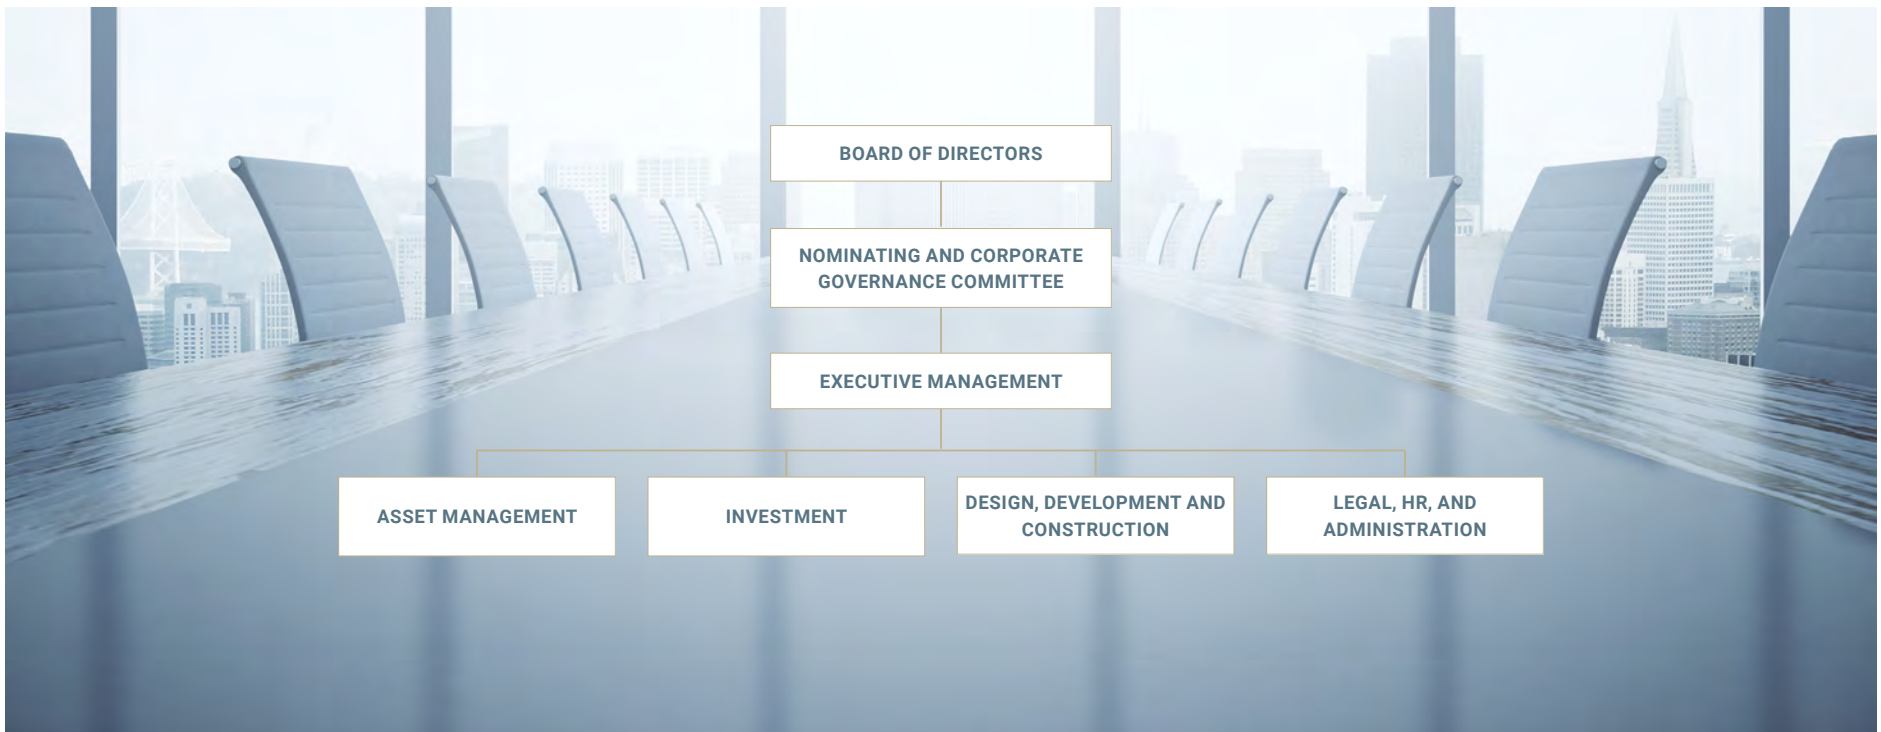 BOARD OF DIRECTORS
NOMINATING AND CORPORATE
GOVERNANCE COMMITTEE
EXECUTIVE MANAGEMENT
ASSET MANAGEMENT
INVESTMENT
DESIGN, DEVELOPMENT AND
CONSTRUCTION
LEGAL, HR, AND
ADMINISTRATION